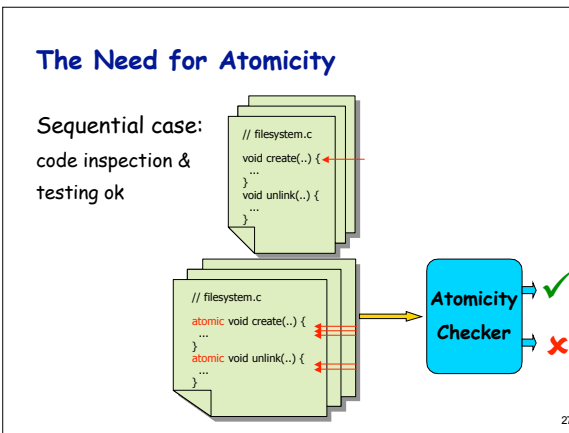 The Need for Atomicity
Sequential case:
code inspection &
testing ok
// filesystem.c
void create(..) {
...
}
void unlink(..) {
...
}
// filesystem.c
atomic void create(..) {
...
}
atomic void unlink(..) {
...
}
Atomicity
Checker
27